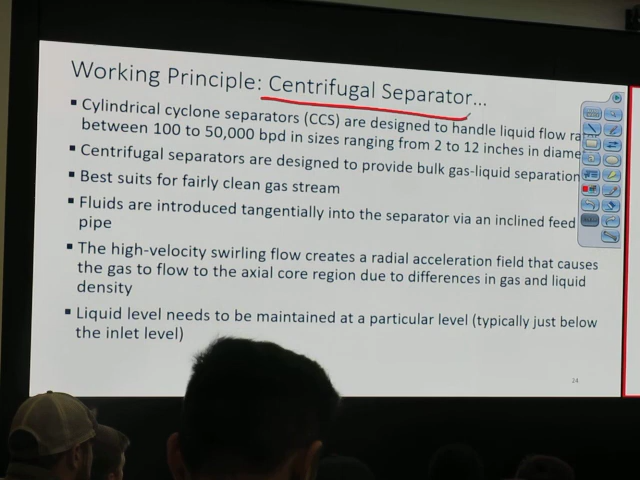 Working Principle: Centrifugal Separator...
▪ Cylindrical cyclone separators (CCS) are designed to handle liquid flow
between 100 to 50,000 bpd in sizes ranging from 2 to 12 inches in
▪ Centrifugal separators are designed to provide bulk gas-liquid separation
▪ Best suits for fairly clean gas stream
▪ Fluids are introduced tangentially into the separator via an inclined feed
pipe
▪ The high-velocity swirling flow creates a radial acceleration field that causes
the gas to flow to the axial core region due to differences in gas and liquid
density
▪ Liquid level needs to be maintained at a particular level (typically just below
the inlet level)
24